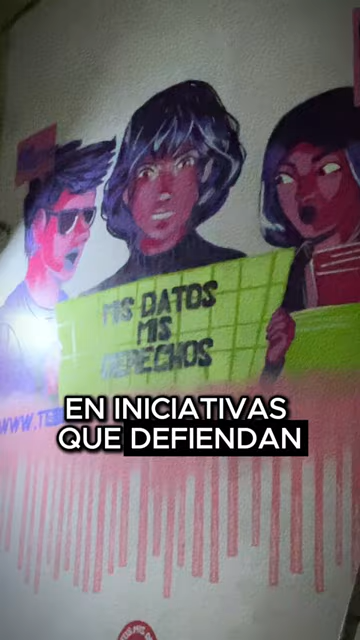 MIS DATOS
MIS
DERECHOS
EN INICIATIVAS
QUE DEFIENDAN